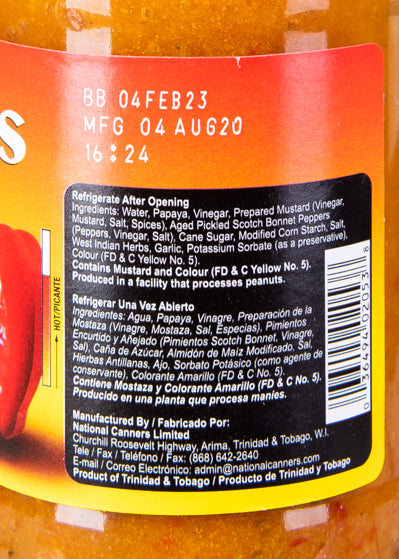 BB 04FEB23
MFG 04AUG20
16:24
S
Refrigerate After Opening
Ingredients: Water, Papaya, Vinegar, Prepared Mustard (Vinegar,
Mustard, Salt, Spices), Aged Pickled Scotch Bonnet Peppers
(Peppers, Vinegar, Salt), Cane Sugar, Modified Corn Starch, Salt,
West Indian Herbs, Garlic, Potassium Sorbate (as a preservative),
Colour (FD & C Yellow No. 5).
Contains Mustard and Colour (FD & C Yellow No. 5).
Produced in a facility that processes peanuts.
Refrigerar Una Vez Abierto
Ingredientes: Agua, Papaya, Vinagre, Preparación de la
Mostaza (Vinagre, Mostaza, Sal, Especias), Pimientos
Encurtido y Añejado (Pimientos Scotch Bonnet, Vinagre,
Sal), Caña de Azúcar, Almidón de Maíz Modificado, Sal,
Hierbas Antillanas, Ajo, Sorbato Potásico (como agente de
conservante), Colorante Amarillo (FD & C No. 5).
Contiene Mostaza y Colorante Amarillo (FD & C No. 5).
Producido en una planta que procesa maníes.
Manufactured By / Fabricado Por:
National Canners Limited
Churchill Roosevelt Highway, Arima, Trinidad & Tobago, W.I.
Tele / Fax / Teléfono / Fax: (868) 642-2640
E-mail / Correo Electrónico: admin@nationalcanners.com
Product of Trinidad & Tobago / Producto de Trinidad y Tobago
HOT/PICANTE
0 36494 02053 8